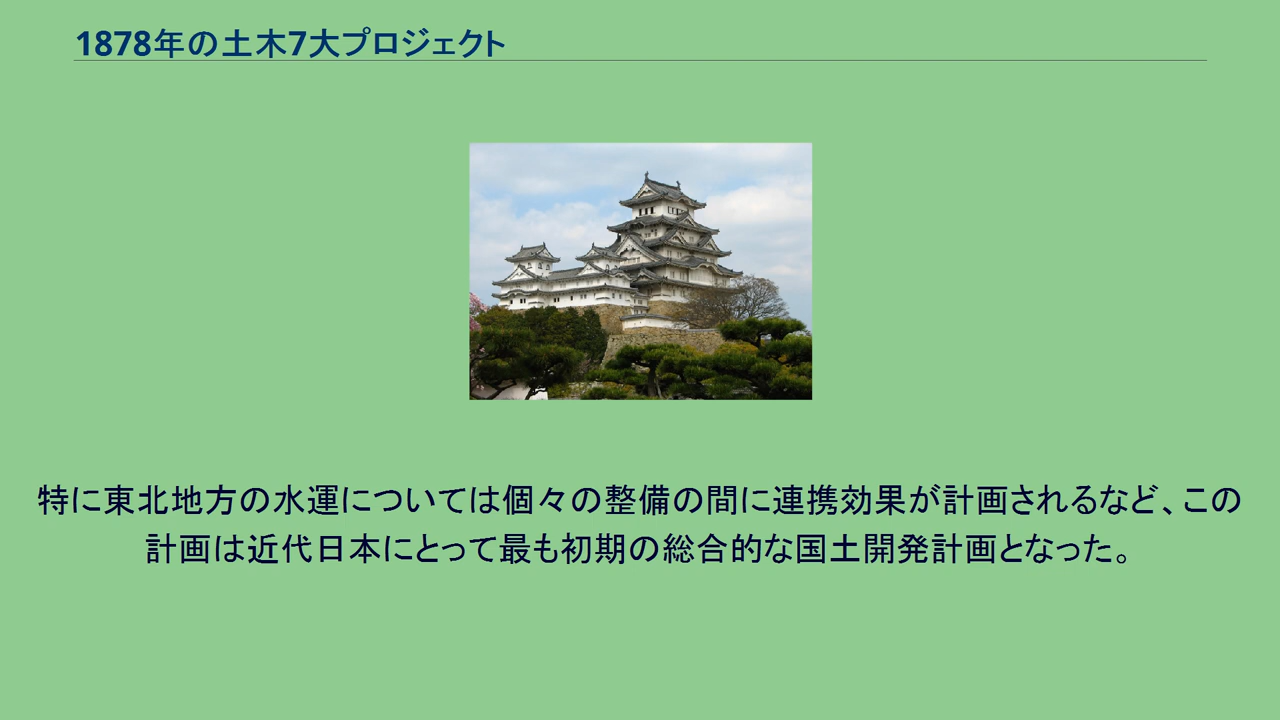 1878年の土木7大プロジェクト
特に東北地方の水運については個々の整備の間に連携効果が計画されるなど、この
計画は近代日本にとって最も初期の総合的な国土開発計画となった。